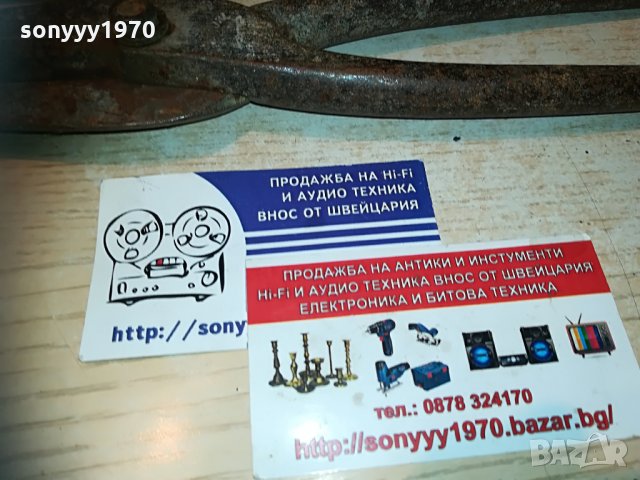 sonyyy1970
ПРОДАЖБА НА Hi-Fi
И АУДИО ТЕХНИКА
ВНОС ОТ ШВЕЙЦАРИЯ
http://sony
ПРОДАЖБА НА АНТИКИ И ИНСТУМЕНТИ
Hi-Fi И АУДИО ТЕХНИКА ВНОС ОТ ШВЕЙЦАРИЯ
ЕЛЕКТРОНИКА И БИТОВА ТЕХНИКА
тел.: 0878 324170
http://sonyyy1970.bazar.bg/
BAZAR